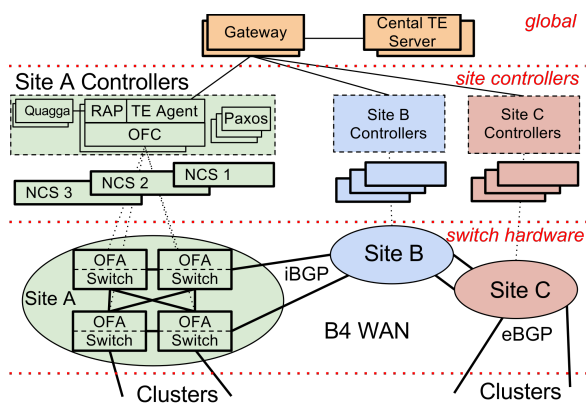 global
Gateway
Cental TE
Server
site controllers
Site A Controllers
Quagga
RAP
TE Agent
Paxos
OFC
Site B
Controllers
Site C
Controllers
NCS 1
NCS 2
NCS 3
switch hardware
OFA
Switch
OFA
Switch
iBGP
Site B
Site A
Site C
OFA
Switch
OFA
Switch
B4 WAN
eBGP
Clusters
Clusters